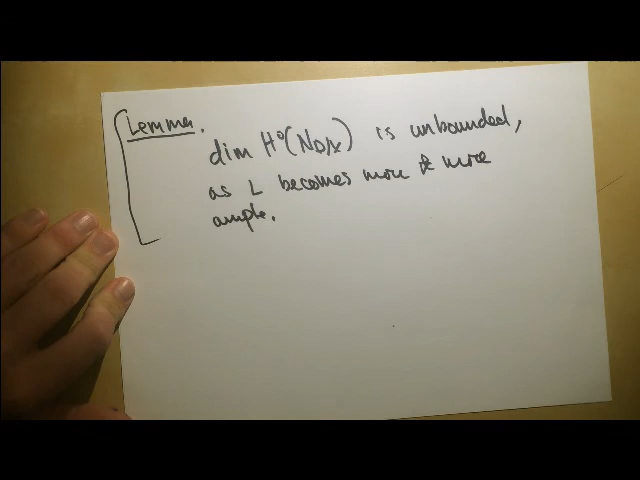 Lemma.
dim H⁰(N_D/X) is unbounded,
as L becomes more & more
ample.